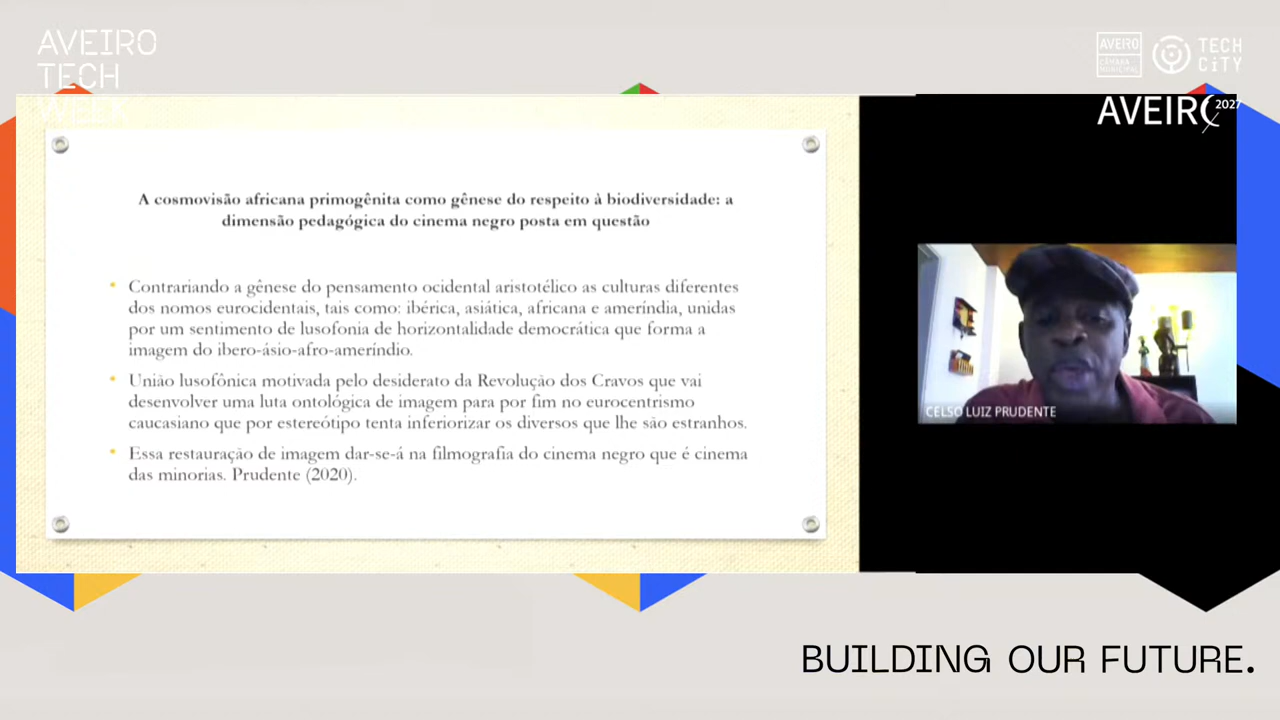 AVEIRO
TECH
WEEK
AVEIRO
CÂMARA
MUNICIPAL
TECH
CiTY
AVEIRO 2027
A cosmovisão africana primogênita como gênese do respeito à biodiversidade: a
dimensão pedagógica do cinema negro posta em questão
• Contrariando a gênese do pensamento ocidental aristotélico as culturas diferentes
dos nomos eurocidentais, tais como: ibérica, asiática, africana e ameríndia, unidas
por um sentimento de lusofonia de horizontalidade democrática que forma a
imagem do ibero-ásio-afro-ameríndio.
• União lusofônica motivada pelo desiderato da Revolução dos Cravos que vai
desenvolver uma luta ontológica de imagem para por fim no eurocentrismo
caucasiano que por estereótipo tenta inferiorizar os diversos que lhe são estranhos.
• Essa restauração de imagem dar-se-á na filmografia do cinema negro que é cinema
das minorias. Prudente (2020).
CELSO LUIZ PRUDENTE
BUILDING OUR FUTURE.